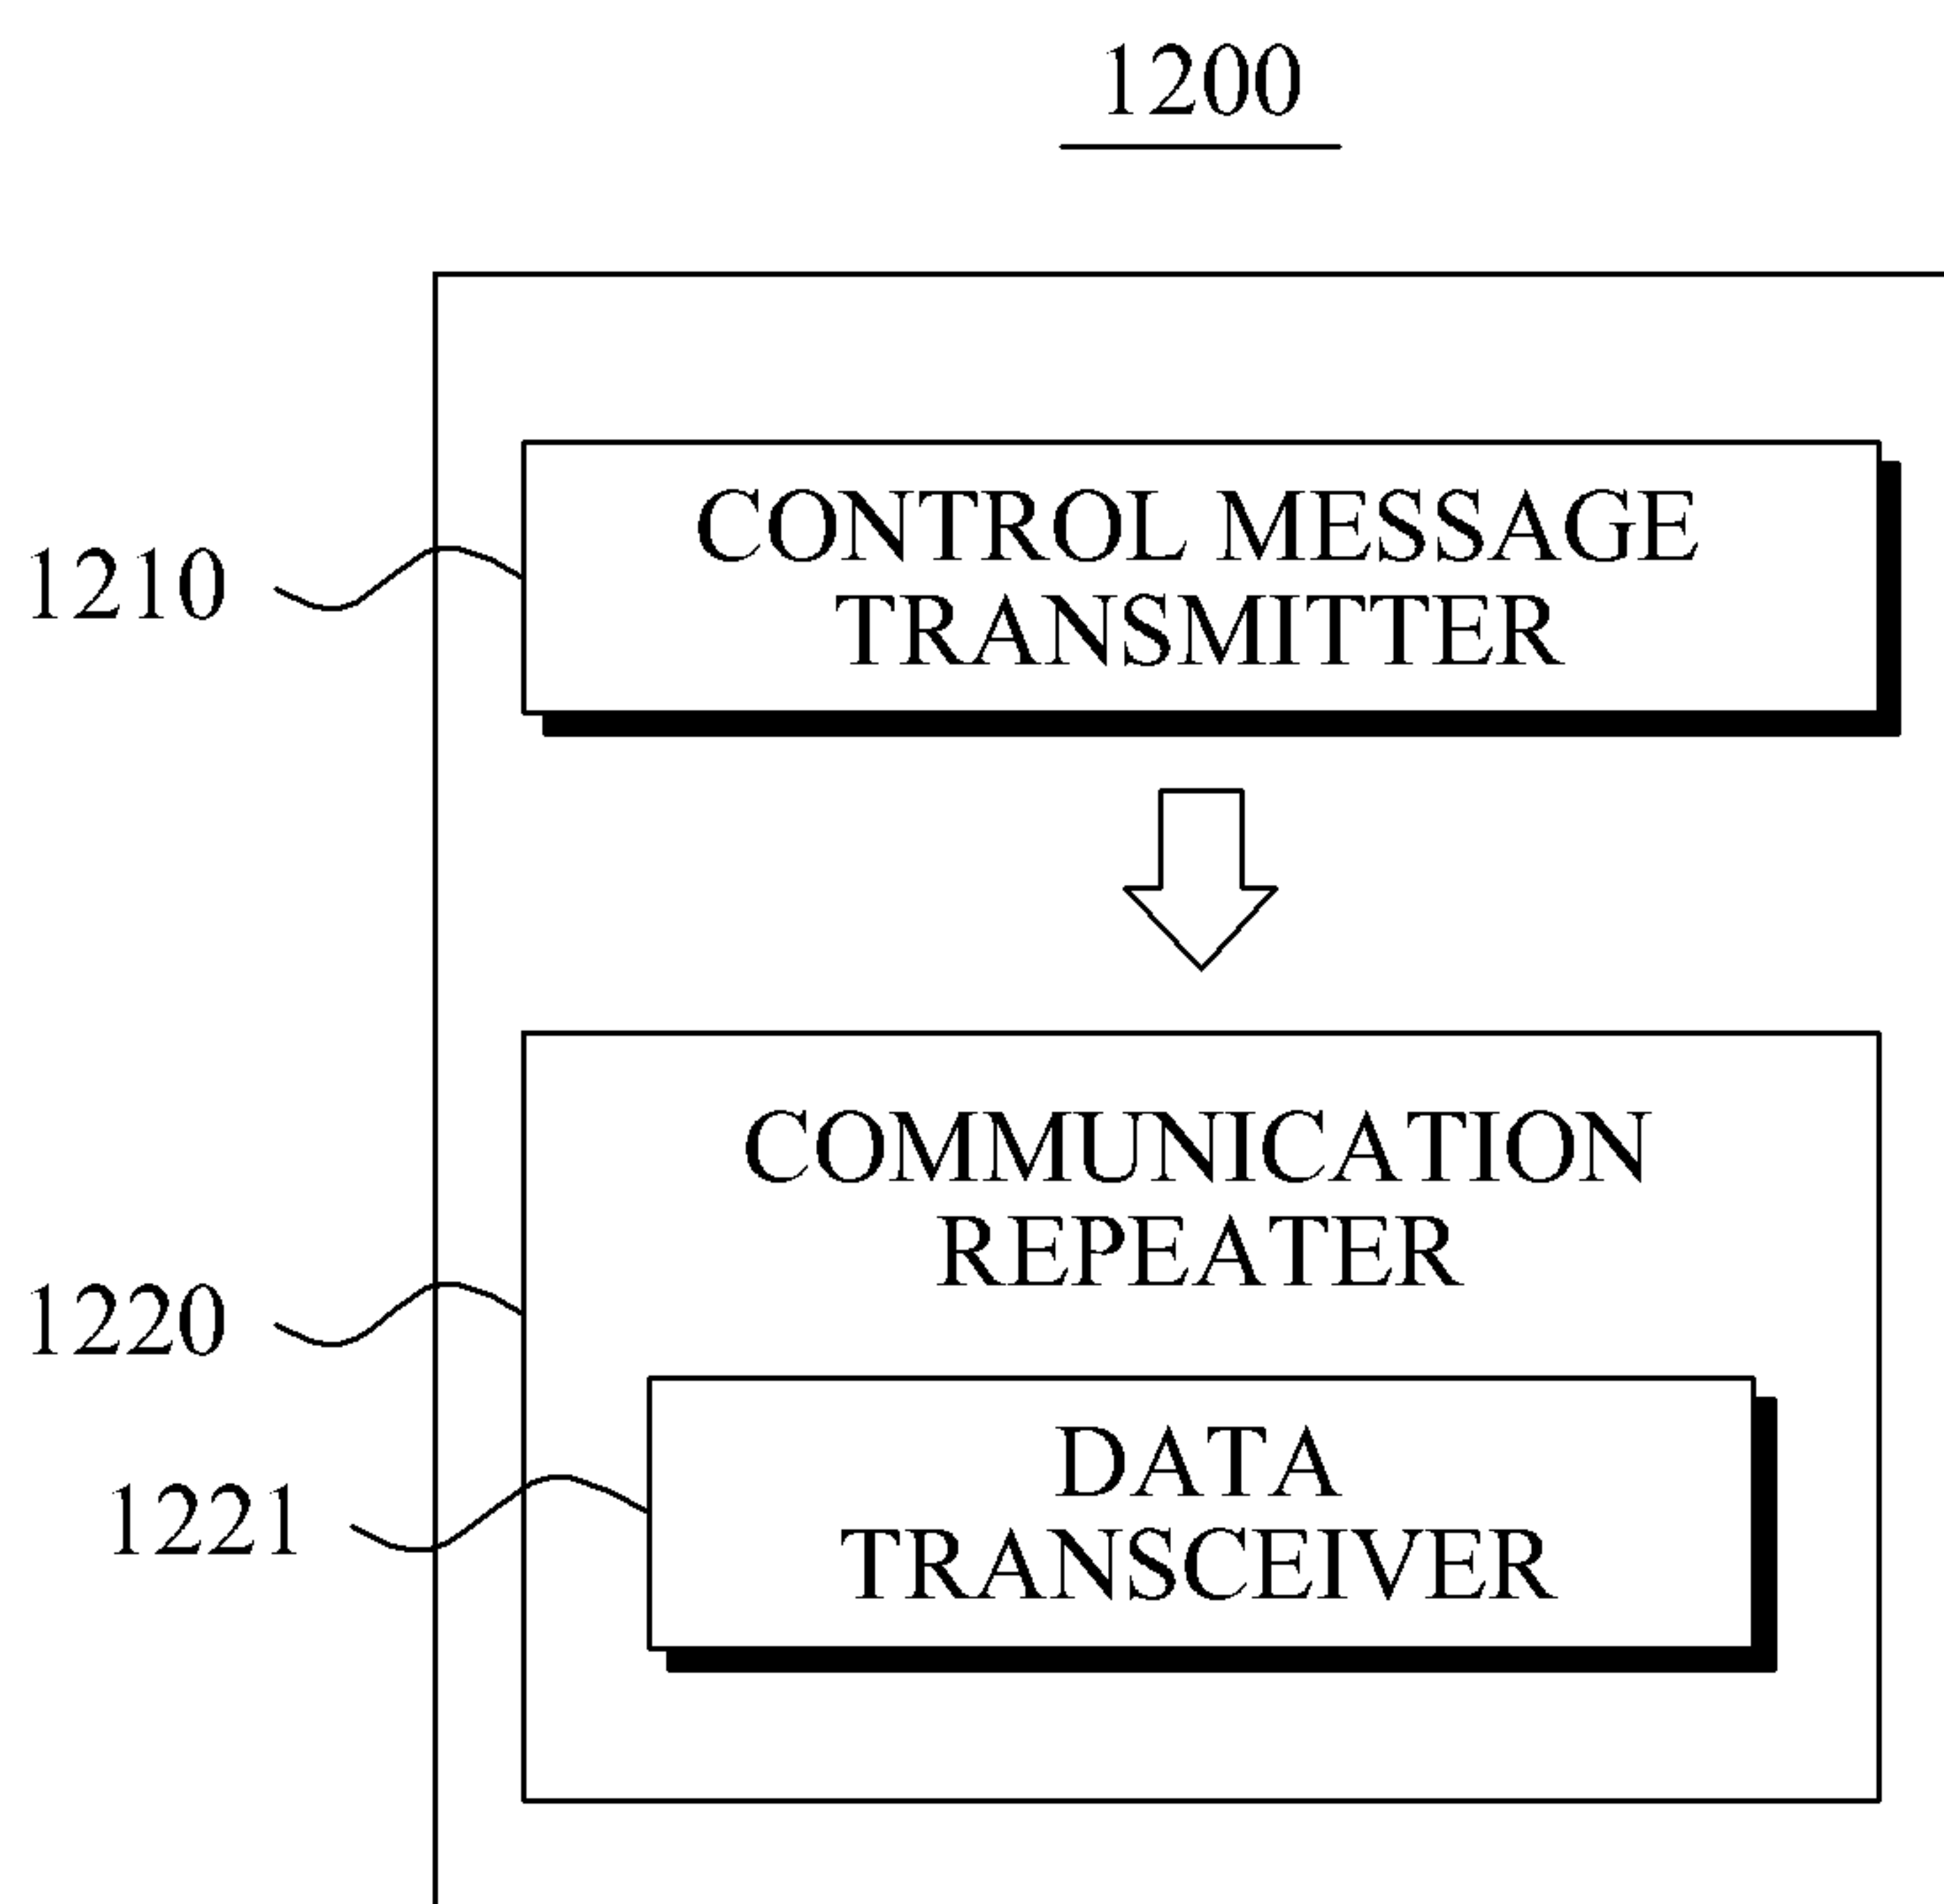 1200
CONTROL MESSAGE
TRANSMITTER
1210
COMMUNICATION
REPEATER
1220
DATA
TRANSCEIVER
1221